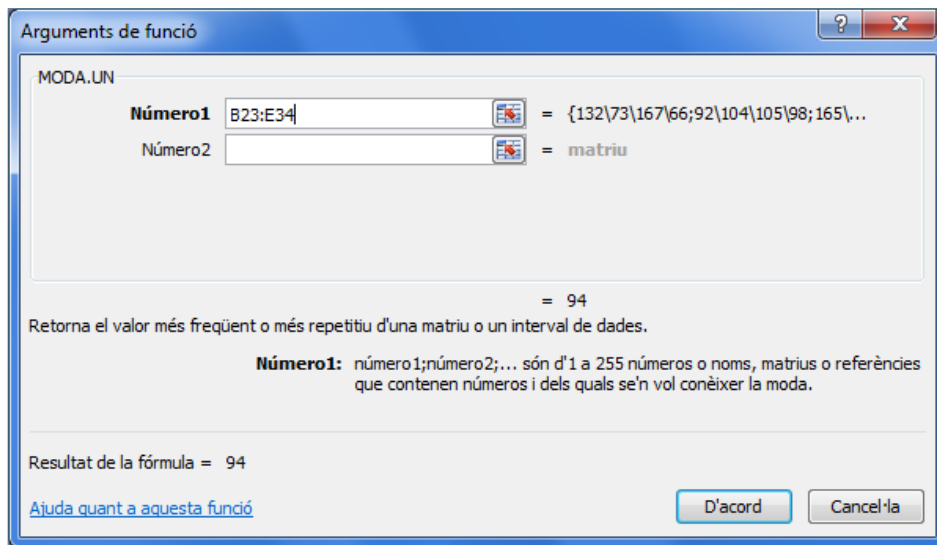 Arguments de funció
MODA.UN
Número1 B23:E34 = {132\73\167\66;92\104\105\98;165\...
Número2 = matriu
= 94
Retorna el valor més freqüent o més repetitiu d'una matriu o un interval de dades.
Número1: número1;número2;... són d'1 a 255 números o noms, matrius o referències
que contenen números i dels quals se'n vol conèixer la moda.
Resultat de la fórmula = 94
Ajuda quant a aquesta funció
D'acord Cancel·la